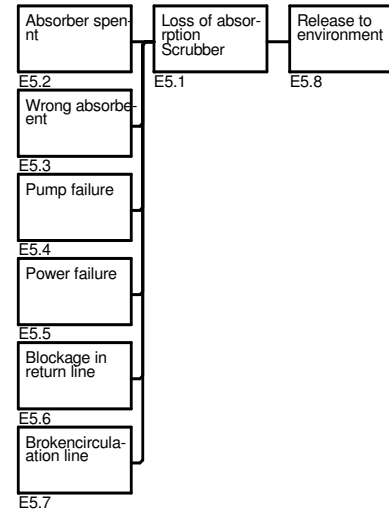 Absorber spen-
nt
E5.2
Loss of absor-
rption
Scrubber
E5.1
Release to
environment
E5.8
Wrong absorbe-
ent
E5.3
Pump failure
E5.4
Power failure
E5.5
Blockage in
return line
E5.6
Brokencircula-
ation line
E5.7